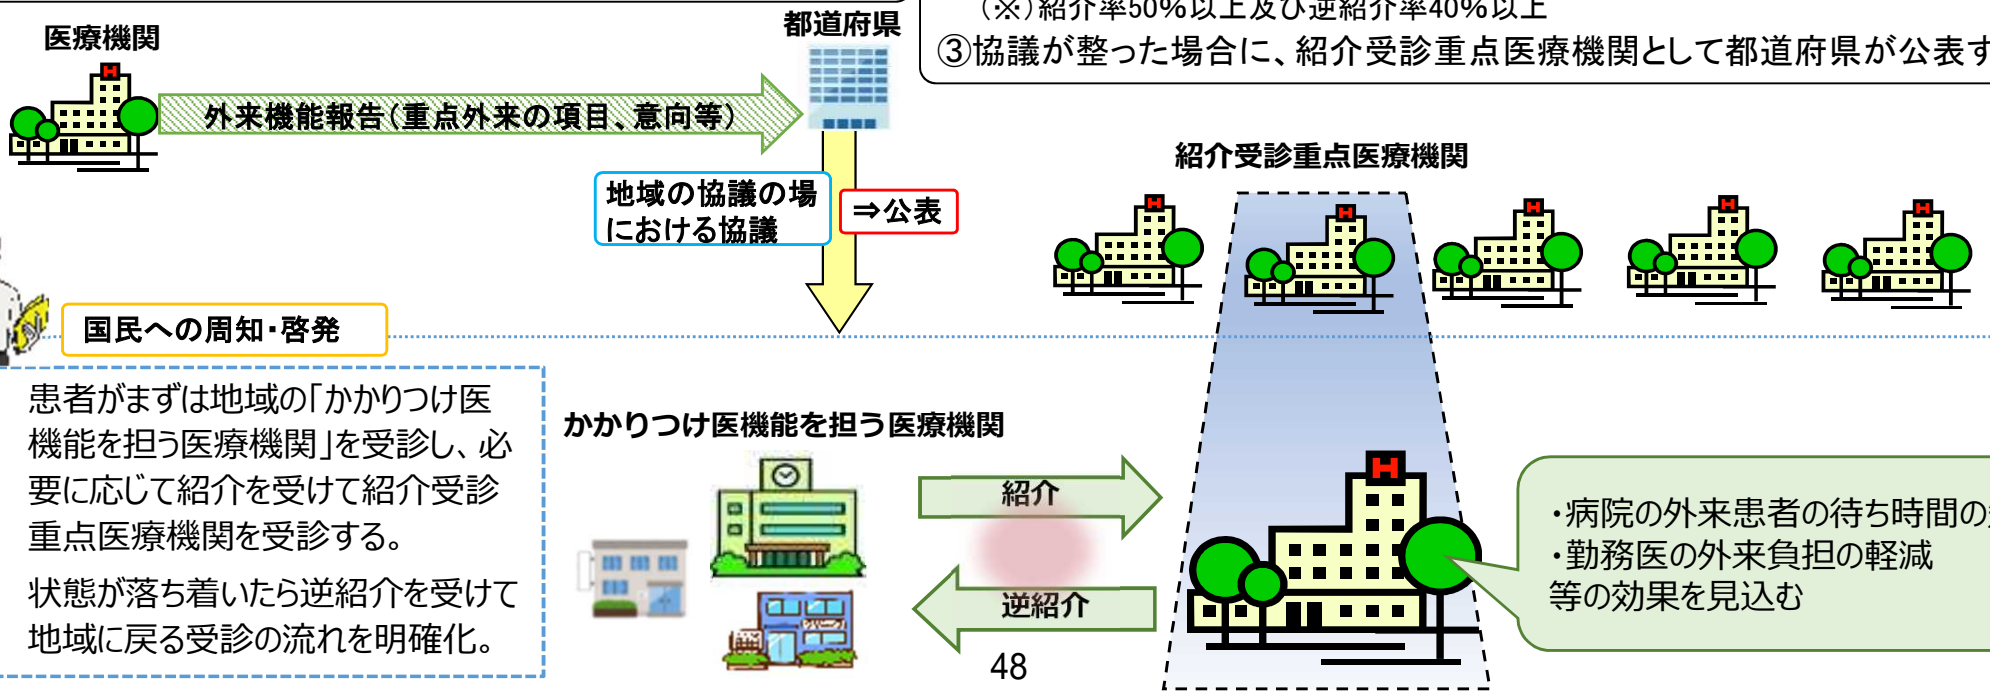 (※)紹介率50%以上及び逆紹介率40%以上
③協議が整った場合に、紹介受診重点医療機関として都道府県が公表す
医療機関
都道府県
外来機能報告(重点外来の項目、意向等)
地域の協議の場
における協議
⇒公表
紹介受診重点医療機関
国民への周知・啓発
患者がまずは地域の「かかりつけ医
機能を担う医療機関」を受診し、必
要に応じて紹介を受けて紹介受診
重点医療機関を受診する。
状態が落ち着いたら逆紹介を受けて
地域に戻る受診の流れを明確化。
かかりつけ医機能を担う医療機関
紹介
逆紹介
・病院の外来患者の待ち時間の
・勤務医の外来負担の軽減
等の効果を見込む
48